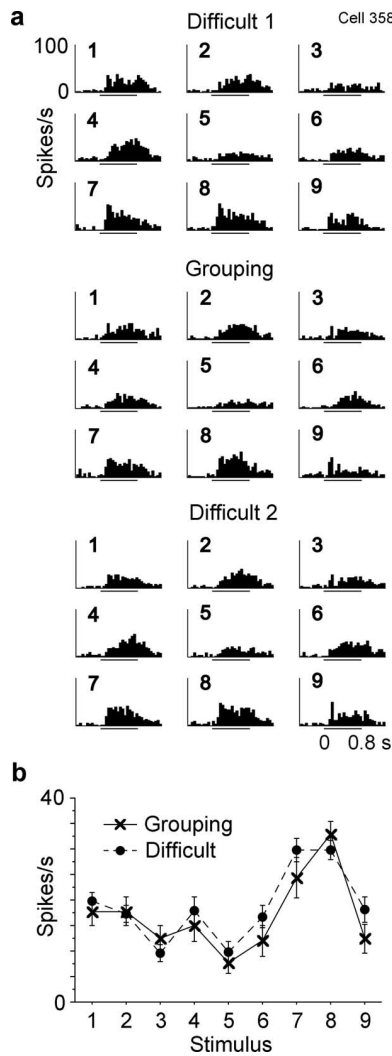 a
Difficult 1
Cell 358
100
0
Spikes/s
1 2 3
4 5 6
7 8 9
Grouping
1 2 3
4 5 6
7 8 9
Difficult 2
1 2 3
4 5 6
7 8 9
0 0.8 s
b
40
0
Spikes/s
Grouping
Difficult
1 2 3 4 5 6 7 8 9
Stimulus